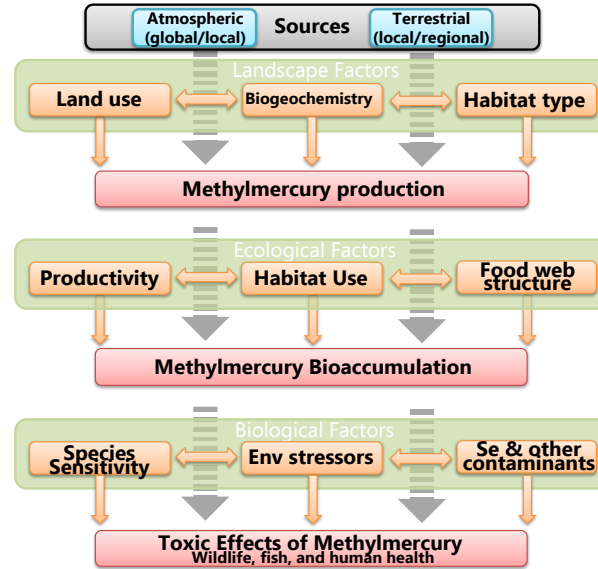 Atmospheric
(global/local)
Sources
Terrestrial
(local/regional)
Landscape Factors
Land use
Biogeochemistry
Habitat type
Methylmercury production
Ecological Factors
Productivity
Habitat Use
Food web
structure
Methylmercury Bioaccumulation
Biological Factors
Species
Sensitivity
Env stressors
Se & other
contaminants
Toxic Effects of Methylmercury
Wildlife, fish, and human health